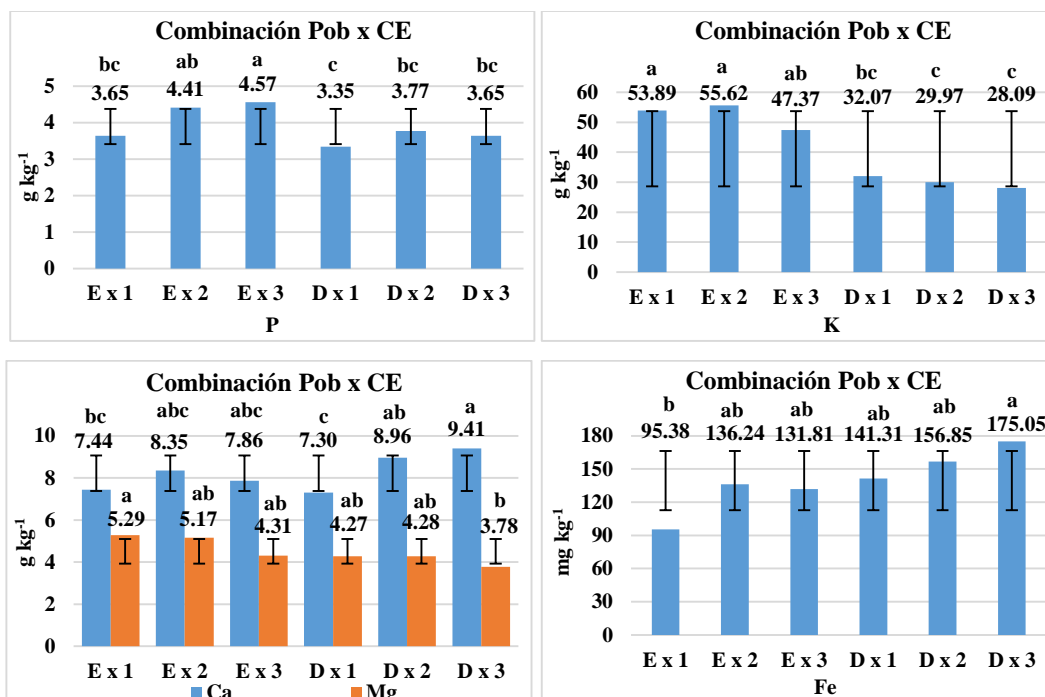 Combinación Pob x CE
bc ab a c bc bc
3.65 4.41 4.57 3.35 3.77 3.65
5
4
3
2
1
0
g kg-1
E x 1 E x 2 E x 3 D x 1 D x 2 D x 3
P
Combinación Pob x CE
a a ab bc c c
53.89 55.62 47.37 32.07 29.97 28.09
60
50
40
30
20
10
0
g kg-1
E x 1 E x 2 E x 3 D x 1 D x 2 D x 3
K
Combinación Pob x CE
bc abc abc c ab a
7.44 8.35 7.86 7.30 8.96 9.41
a ab ab ab ab b
5.29 5.17 4.31 4.27 4.28 3.78
10
8
6
4
2
0
g kg-1
E x 1 E x 2 E x 3 D x 1 D x 2 D x 3
Ca Mg
Combinación Pob x CE
b ab ab ab ab a
95.38 136.24 131.81 141.31 156.85 175.05
180
150
120
90
60
30
0
mg kg-1
E x 1 E x 2 E x 3 D x 1 D x 2 D x 3
Fe